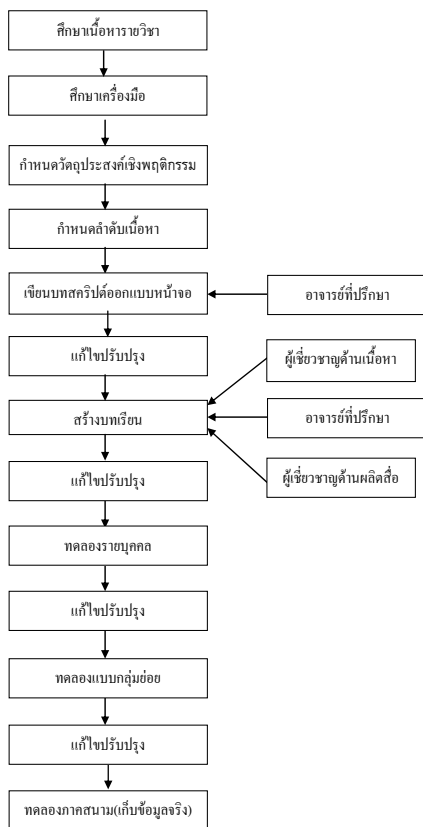 ศึกษาเนื้อหารายวิชา
ศึกษาเครื่องมือ
กำหนดวัตถุประสงค์เชิงพฤติกรรม
กำหนดลำดับเนื้อหา
เขียนบทสคริปต์ออกแบบหน้าจอ
อาจารย์ที่ปรึกษา
แก้ไขปรับปรุง
ผู้เชี่ยวชาญด้านเนื้อหา
สร้างบทเรียน
อาจารย์ที่ปรึกษา
แก้ไขปรับปรุง
ผู้เชี่ยวชาญด้านผลิตสื่อ
ทดลองรายบุคคล
แก้ไขปรับปรุง
ทดลองแบบกลุ่มย่อย
แก้ไขปรับปรุง
ทดลองภาคสนาม(เก็บข้อมูลจริง)